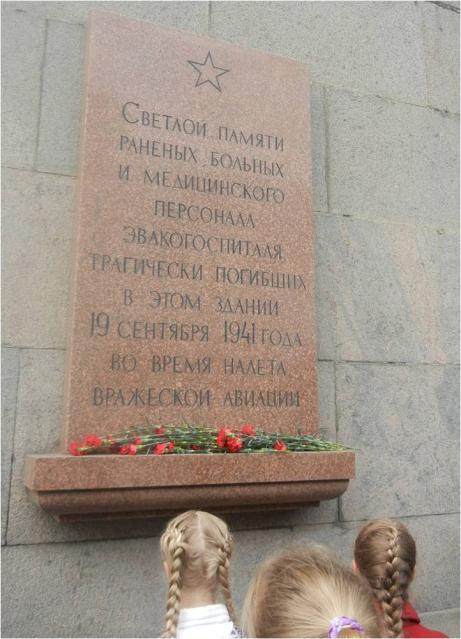 Светлой памяти
раненых, больных
и медицинского
персонала
эвакогоспиталя,
трагически погибших
в этом здании
19 сентября 1941 года
во время налета
вражеской авиации